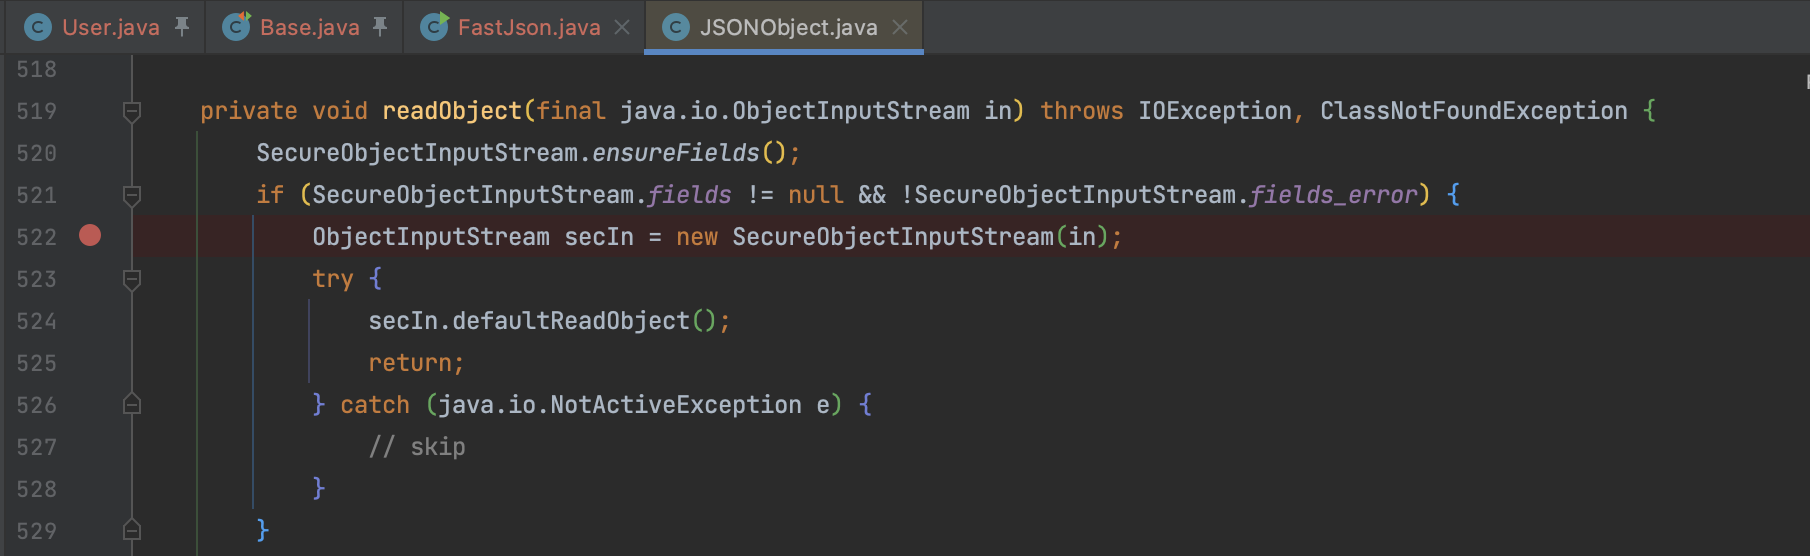 User.java Base.java FastJson.java JSONObject.java
518
519 private void readObject(final java.io.ObjectInputStream in) throws IOException, ClassNotFoundException {
520 SecureObjectInputStream.ensureFields();
521 if (SecureObjectInputStream.fields != null && !SecureObjectInputStream.fields_error) {
522 ObjectInputStream secIn = new SecureObjectInputStream(in);
523 try {
524 secIn.defaultReadObject();
525 return;
526 } catch (java.io.NotActiveException e) {
527 // skip
528 }
529 }